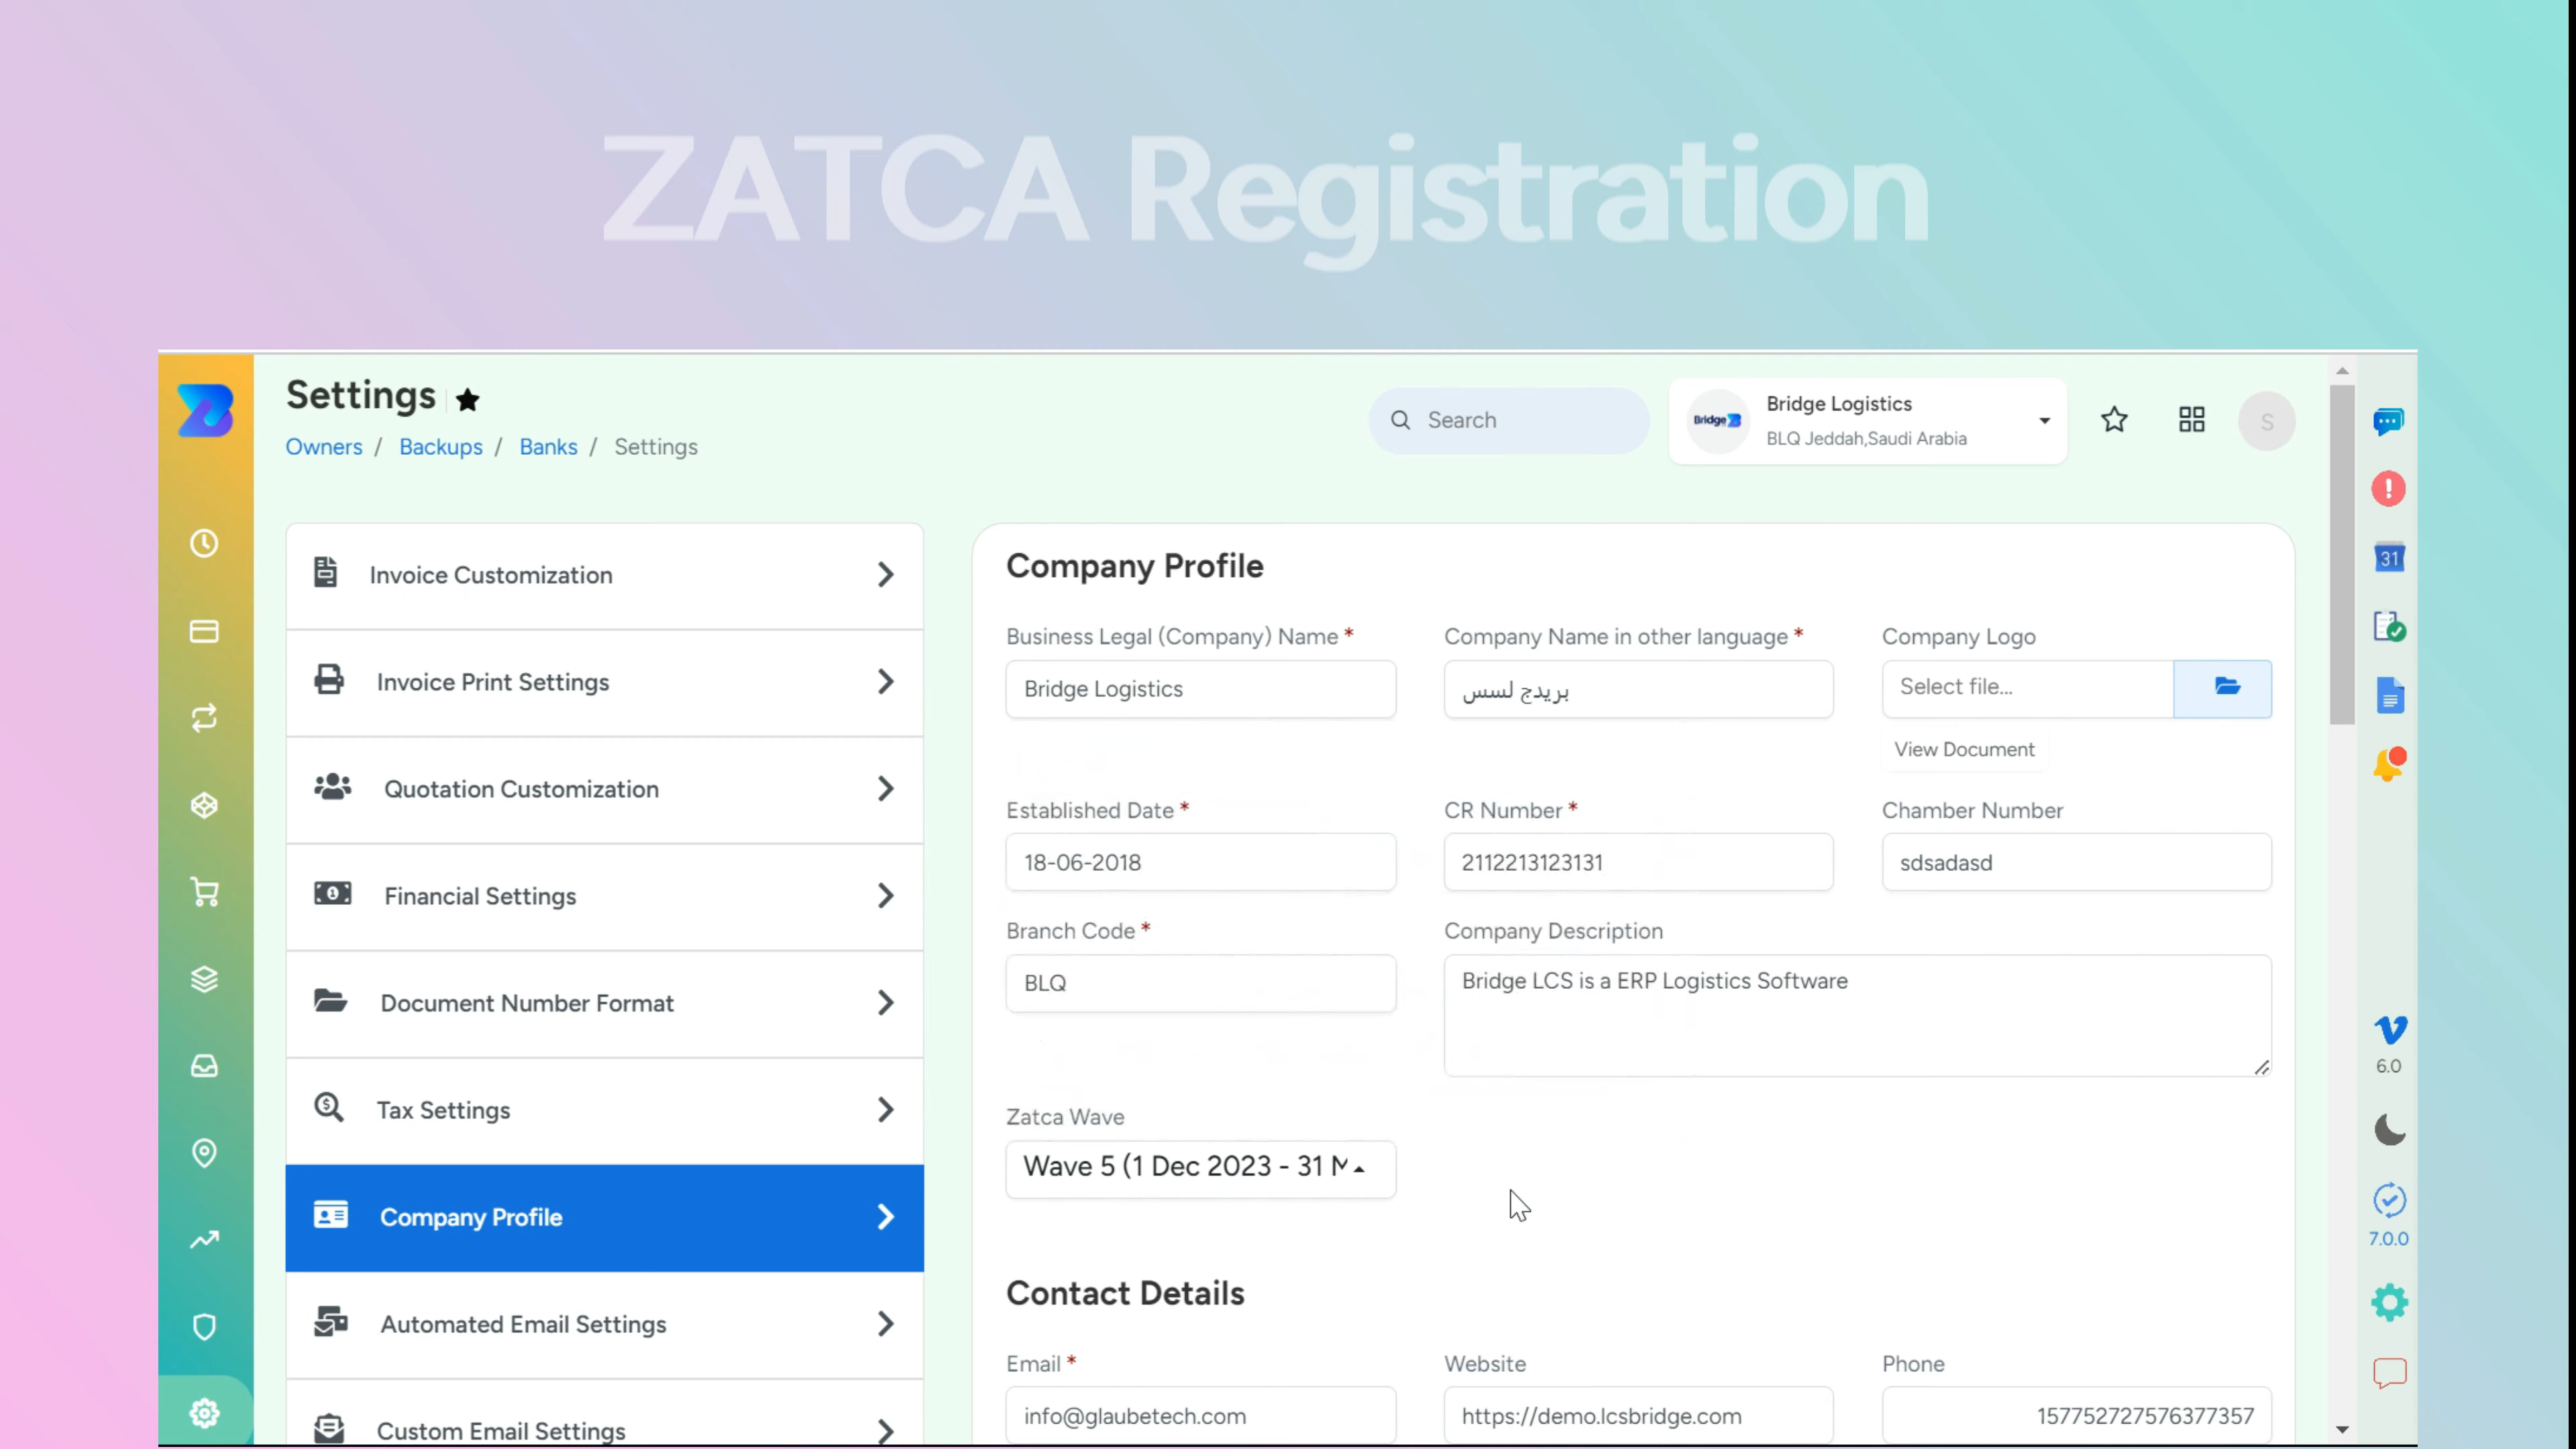 ZATCA Registration
Settings
Owners / Backups / Banks / Settings
Search
Bridge
Bridge Logistics
BLQ Jeddah,Saudi Arabia
S
Invoice Customization
Invoice Print Settings
Quotation Customization
Financial Settings
Document Number Format
Tax Settings
Company Profile
Automated Email Settings
Custom Email Settings
Company Profile
Business Legal (Company) Name *
Company Name in other language *
Company Logo
Bridge Logistics
بريدج لسس
Select file...
View Document
Established Date *
CR Number *
Chamber Number
18-06-2018
2112213123131
sdsadasd
Branch Code *
Company Description
BLQ
Bridge LCS is a ERP Logistics Software
Zatca Wave
Wave 5 (1 Dec 2023 - 31 M
Contact Details
Email *
Website
Phone
info@glaubetech.com
https://demo.lcsbridge.com
157752727576377357
31
6.0
7.0.0